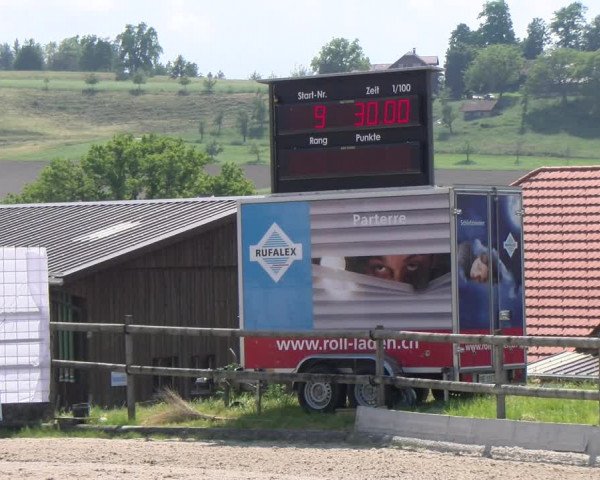 Start-Nr. Zeit 1/100
9 30.00
Rang Punkte
Parterre
RUFALEX
www.roll-laden.ch